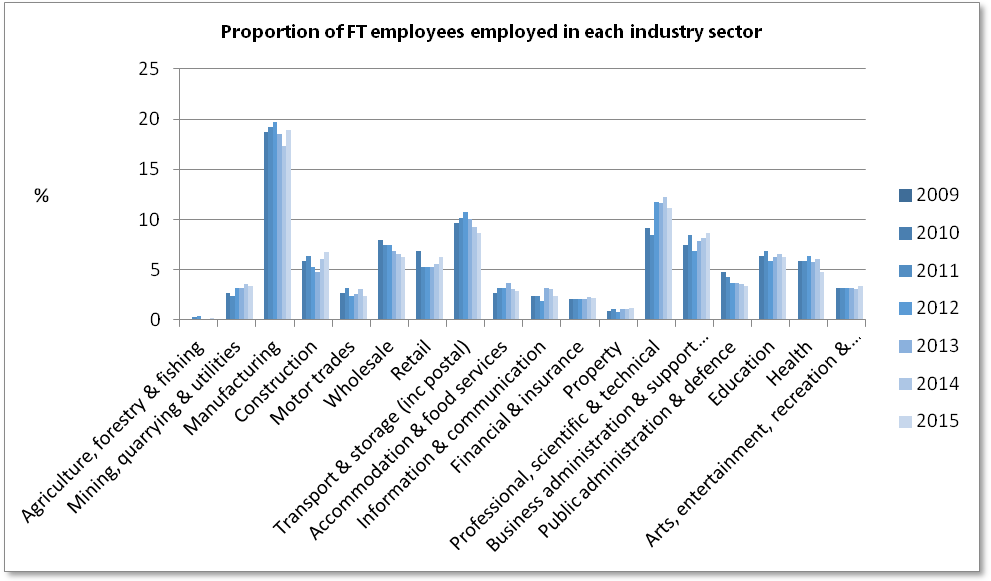 Proportion of FT employees employed in each industry sector
25
20
15
10
5
0
%
Agriculture, forestry & fishing
Mining, quarrying & utilities
Manufacturing
Construction
Motor trades
Wholesale
Retail
Transport & storage (inc postal)
Accommodation & food services
Information & communication
Financial & insurance
Property
Professional, scientific & technical
Business administration & support...
Public administration & defence
Education
Health
Arts, entertainment, recreation &...
2009
2010
2011
2012
2013
2014
2015